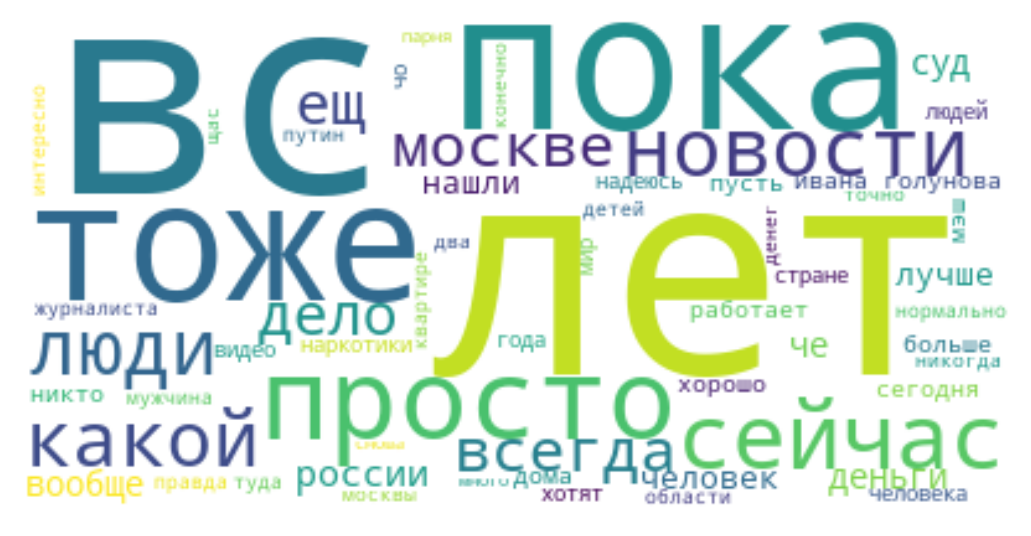 вс
пока
парня
но
конечно
суд
интересно
щас
ещ
путин
людей
москве
новости
нашли
надеюсь
пусть
ивана
голунова
точно
тоже
лет
детей
денег
мэш
два
мир
стране
лучше
квартире
журналиста
дело
работает
нормально
люди
видео
наркотики
года
че
больше
никогда
никто
мужчина
просто
хорошо
сегодня
какой
всегда
сейчас
вообще
правда
туда
россии
москвы
много
дома
хотят
человек
области
деньги
человека